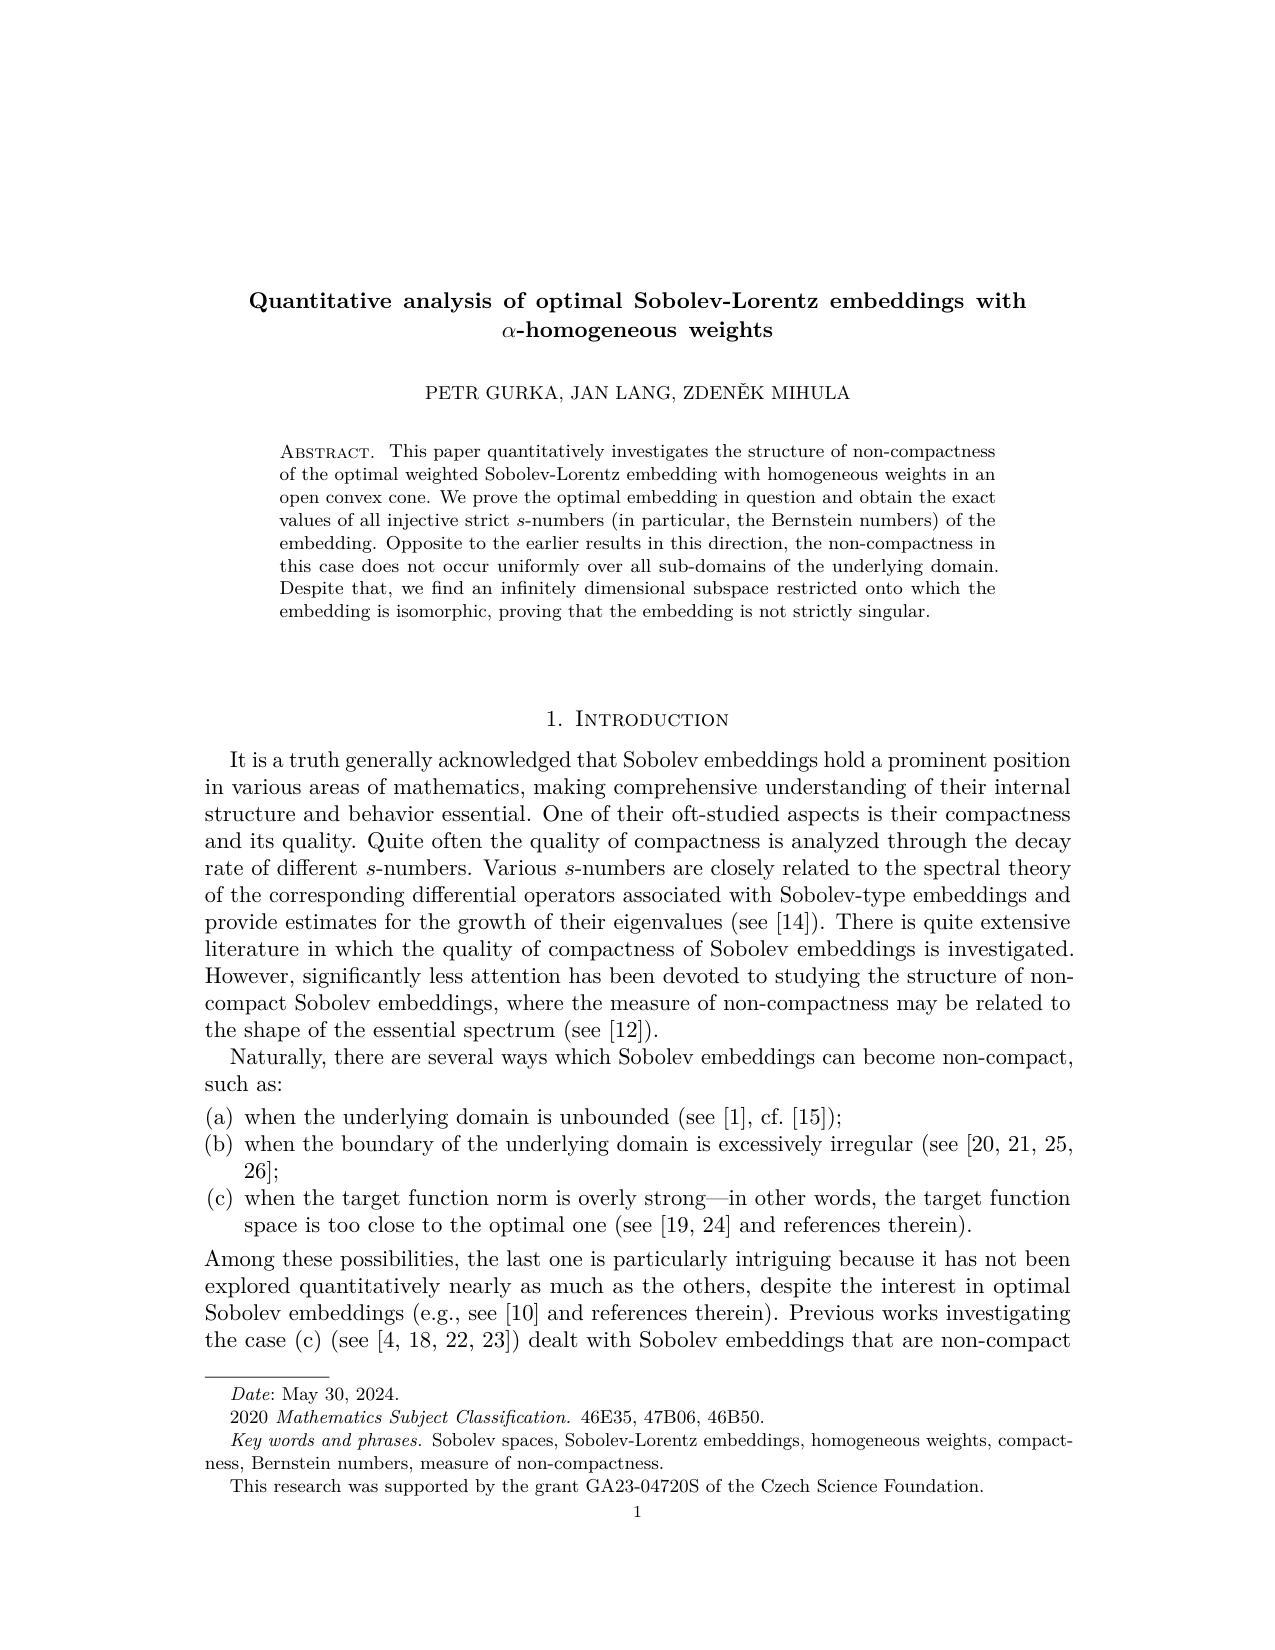 Quantitative analysis of optimal Sobolev-Lorentz embeddings with
α-homogeneous weights
PETR GURKA, JAN LANG, ZDENĚK MIHULA
Abstract. This paper quantitatively investigates the structure of non-compactness
of the optimal weighted Sobolev-Lorentz embedding with homogeneous weights in an
open convex cone. We prove the optimal embedding in question and obtain the exact
values of all injective strict s-numbers (in particular, the Bernstein numbers) of the
embedding. Opposite to the earlier results in this direction, the non-compactness in
this case does not occur uniformly over all sub-domains of the underlying domain.
Despite that, we find an infinitely dimensional subspace restricted onto which the
embedding is isomorphic, proving that the embedding is not strictly singular.
1. Introduction
It is a truth generally acknowledged that Sobolev embeddings hold a prominent position
in various areas of mathematics, making comprehensive understanding of their internal
structure and behavior essential. One of their oft-studied aspects is their compactness
and its quality. Quite often the quality of compactness is analyzed through the decay
rate of different s-numbers. Various s-numbers are closely related to the spectral theory
of the corresponding differential operators associated with Sobolev-type embeddings and
provide estimates for the growth of their eigenvalues (see [14]). There is quite extensive
literature in which the quality of compactness of Sobolev embeddings is investigated.
However, significantly less attention has been devoted to studying the structure of non-
compact Sobolev embeddings, where the measure of non-compactness may be related to
the shape of the essential spectrum (see [12]).
Naturally, there are several ways which Sobolev embeddings can become non-compact,
such as:
(a) when the underlying domain is unbounded (see [1], cf. [15]);
(b) when the boundary of the underlying domain is excessively irregular (see [20, 21, 25,
26];
(c) when the target function norm is overly strong—in other words, the target function
space is too close to the optimal one (see [19, 24] and references therein).
Among these possibilities, the last one is particularly intriguing because it has not been
explored quantitatively nearly as much as the others, despite the interest in optimal
Sobolev embeddings (e.g., see [10] and references therein). Previous works investigating
the case (c) (see [4, 18, 22, 23]) dealt with Sobolev embeddings that are non-compact
Date: May 30, 2024.
2020 Mathematics Subject Classification. 46E35, 47B06, 46B50.
Key words and phrases. Sobolev spaces, Sobolev-Lorentz embeddings, homogeneous weights, compact-
ness, Bernstein numbers, measure of non-compactness.
This research was supported by the grant GA23-04720S of the Czech Science Foundation.
1